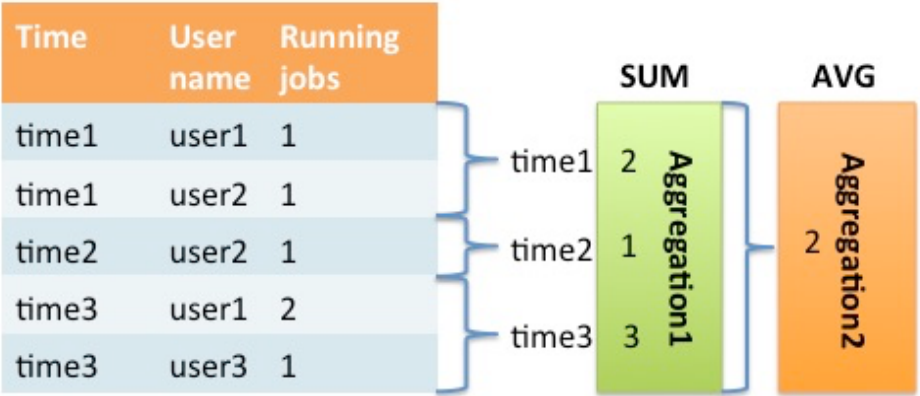 Time User name Running jobs
time1 user1 1
time1 user2 1
time2 user2 1
time3 user1 2
time3 user3 1
time1
time2
time3
SUM
2
1
3
Aggregation1
AVG
2
Aggregation2